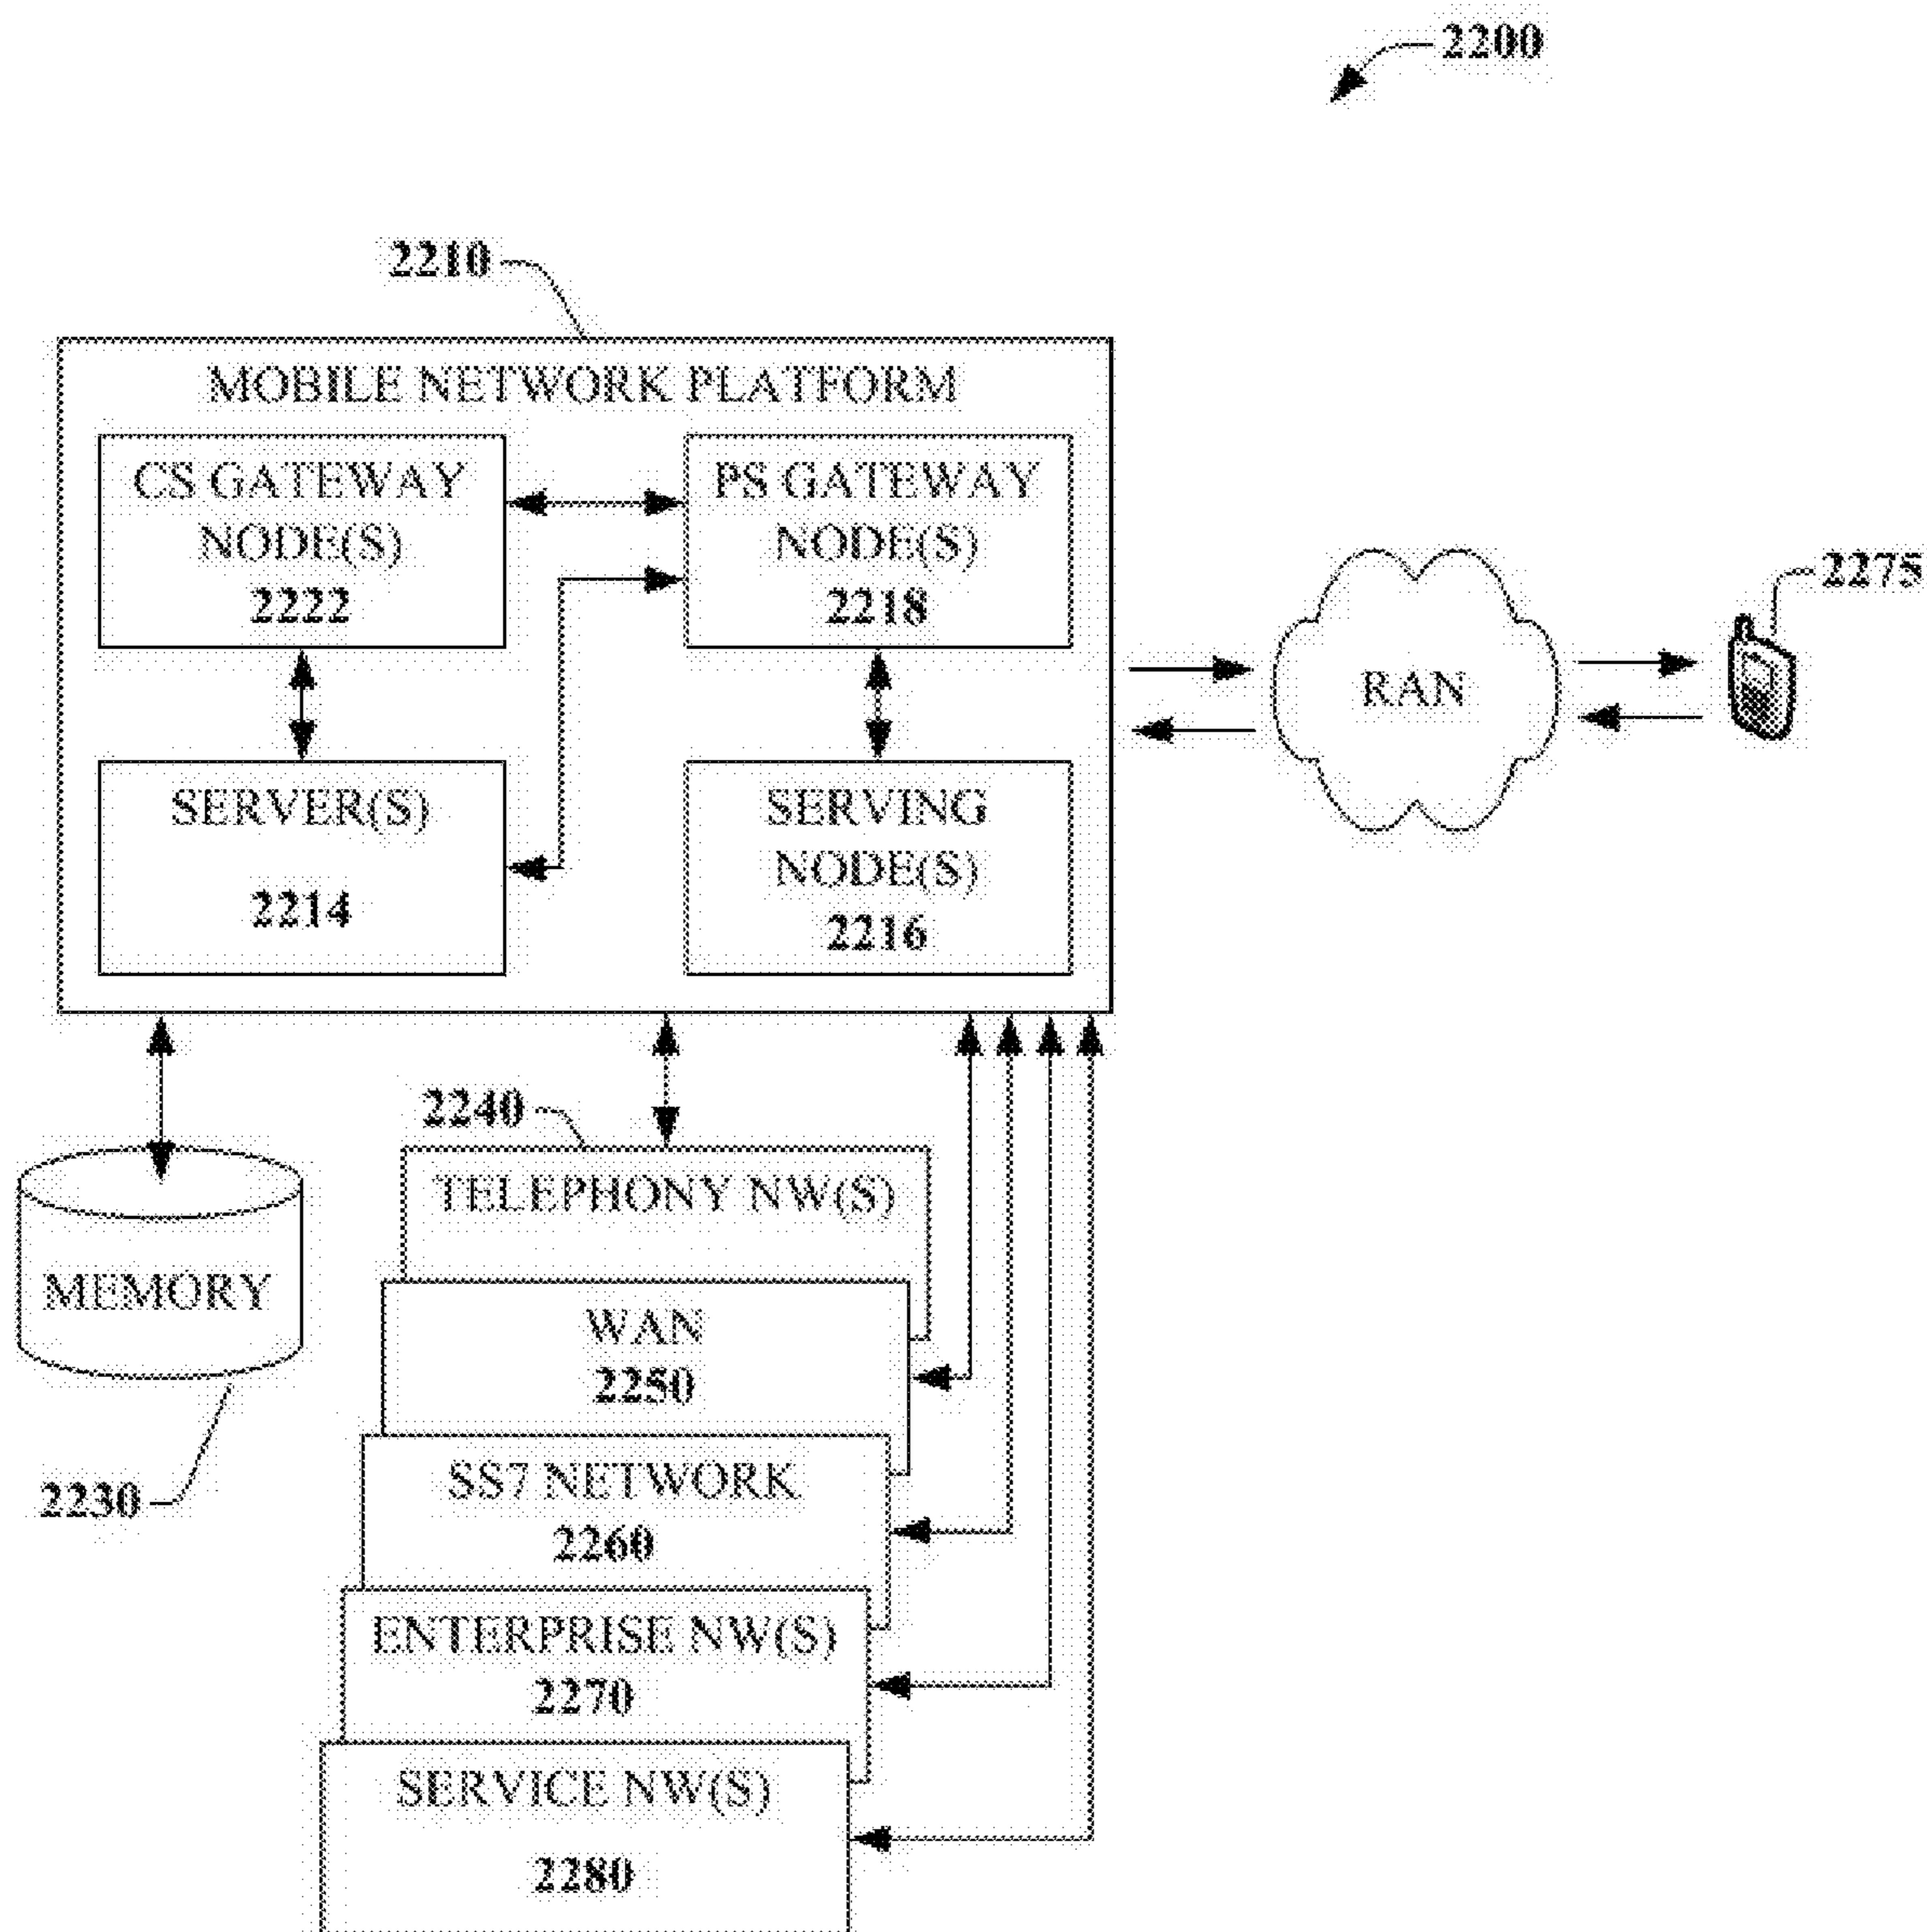 2200
2210
MOBILE NETWORK PLATFORM
CS GATEWAY
NODE(S)
2222
PS GATEWAY
NODE(S)
2218
SERVER(S)
2214
SERVING
NODE(S)
2216
RAN
2275
2240
TELEPHONY NW(S)
MEMORY
2230
WAN
2250
SS7 NETWORK
2260
ENTERPRISE NW(S)
2270
SERVICE NW(S)
2280